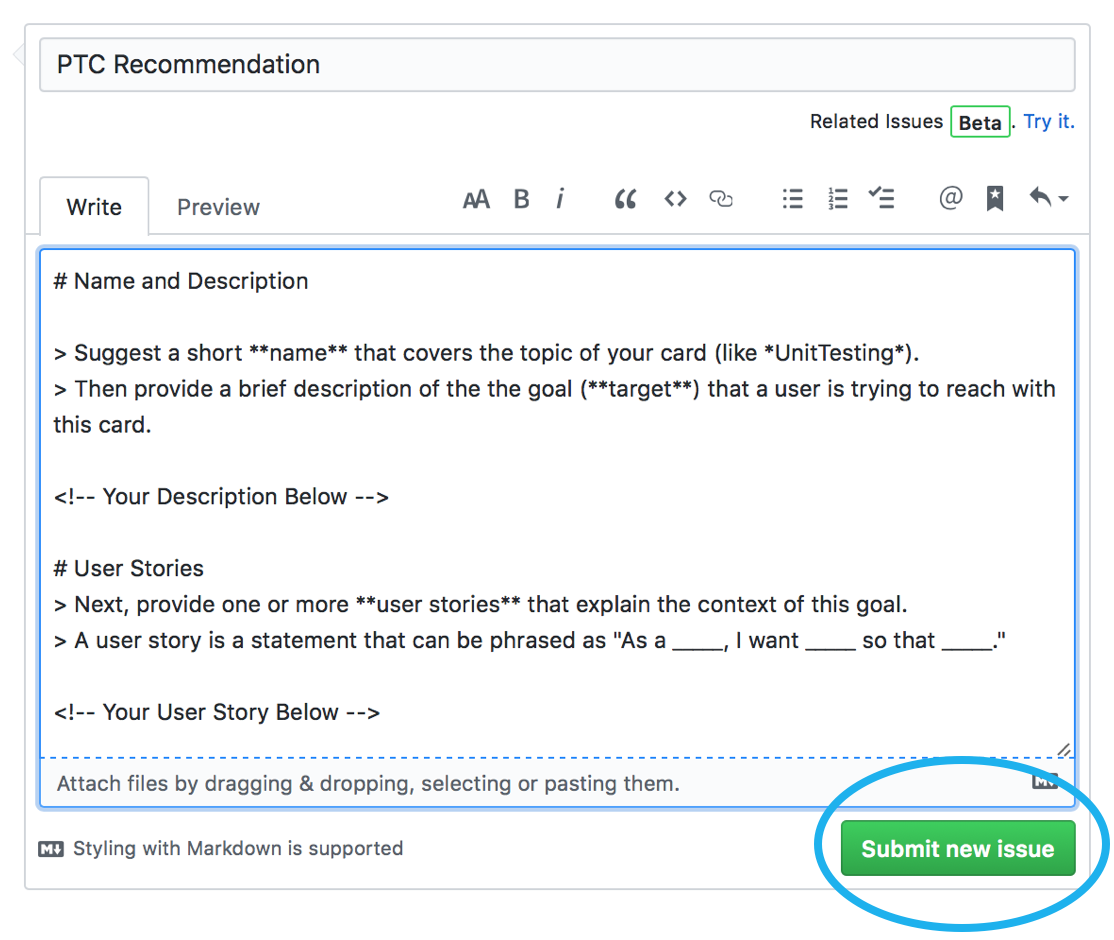 PTC Recommendation
Related Issues Beta. Try it.
Write Preview AA B i @
# Name and Description
> Suggest a short **name** that covers the topic of your card (like *UnitTesting*).
> Then provide a brief description of the the goal (**target**) that a user is trying to reach with
this card.
<!-- Your Description Below -->
# User Stories
> Next, provide one or more **user stories** that explain the context of this goal.
> A user story is a statement that can be phrased as "As a _____, I want _____ so that _____."
<!-- Your User Story Below -->
Attach files by dragging & dropping, selecting or pasting them.
M↓ Styling with Markdown is supported
Submit new issue